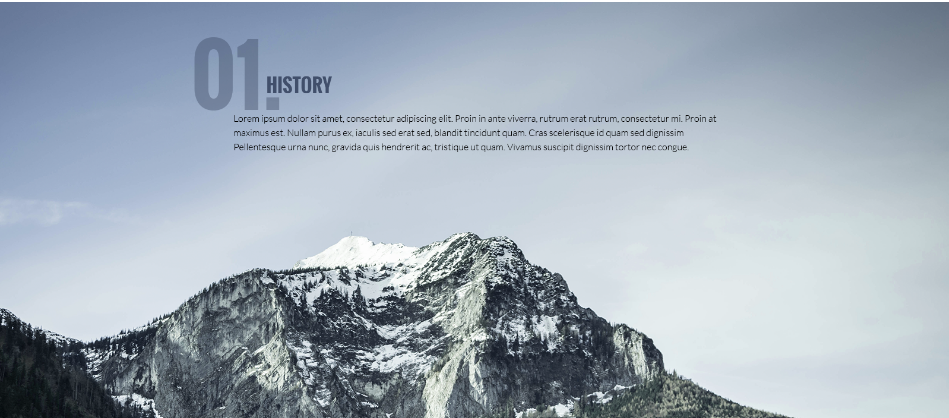 01.
HISTORY
Lorem ipsum dolor sit amet, consectetur adipiscing elit. Proin in ante viverra, rutrum erat rutrum, consectetur mi. Proin at
maximus est. Nullam purus ex, iaculis sed erat sed, blandit tincidunt quam. Cras scelerisque id quam sed dignissim
Pellentesque urna nunc, gravida quis hendrerit ac, tristique ut quam. Vivamus suscipit dignissim tortor nec congue.